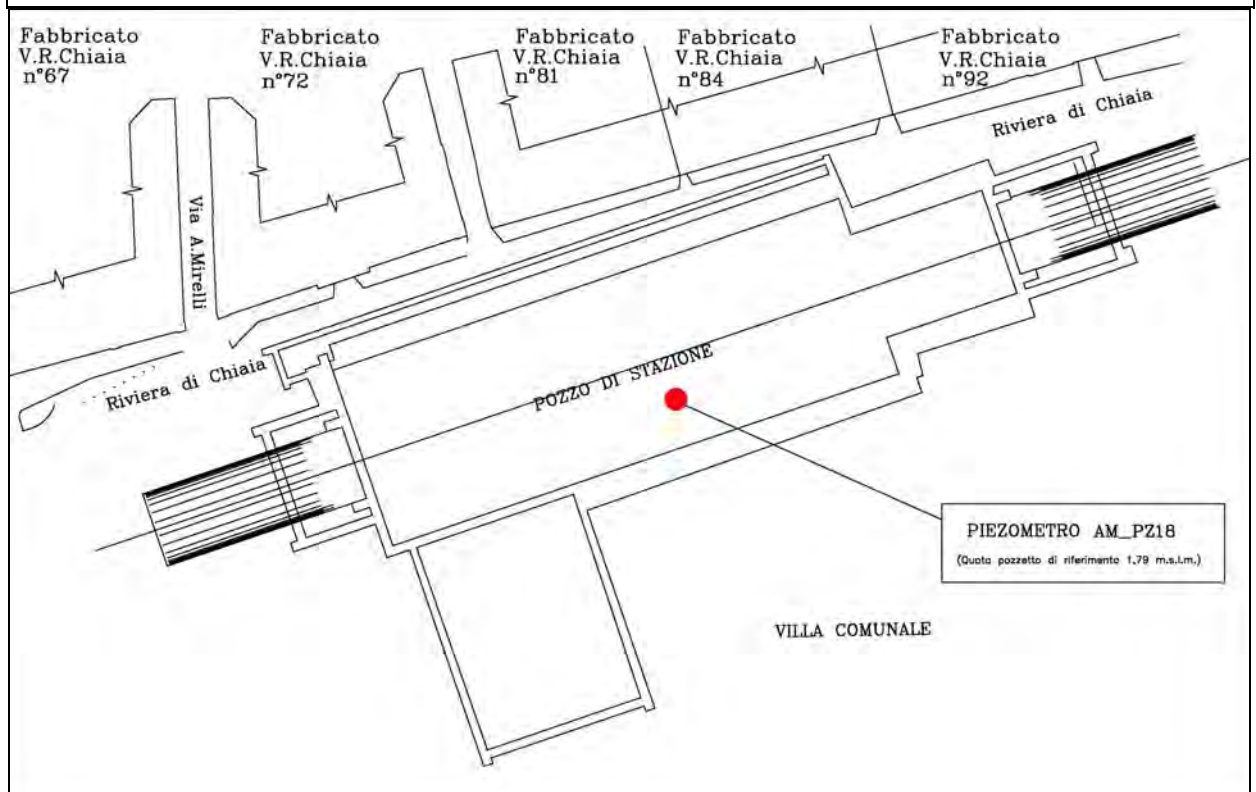 Fabbricato
V.R.Chiaia
n°67
Fabbricato
V.R.Chiaia
n°72
Fabbricato
V.R.Chiaia
n°81
Fabbricato
V.R.Chiaia
n°84
Fabbricato
V.R.Chiaia
n°92
Riviera di Chiaia
Via A.Mirelli
Riviera di Chiaia
POZZO DI STAZIONE
PIEZOMETRO AM_PZ18
(Quota pozzetto di riferimento 1.79 m.s.l.m.)
VILLA COMUNALE